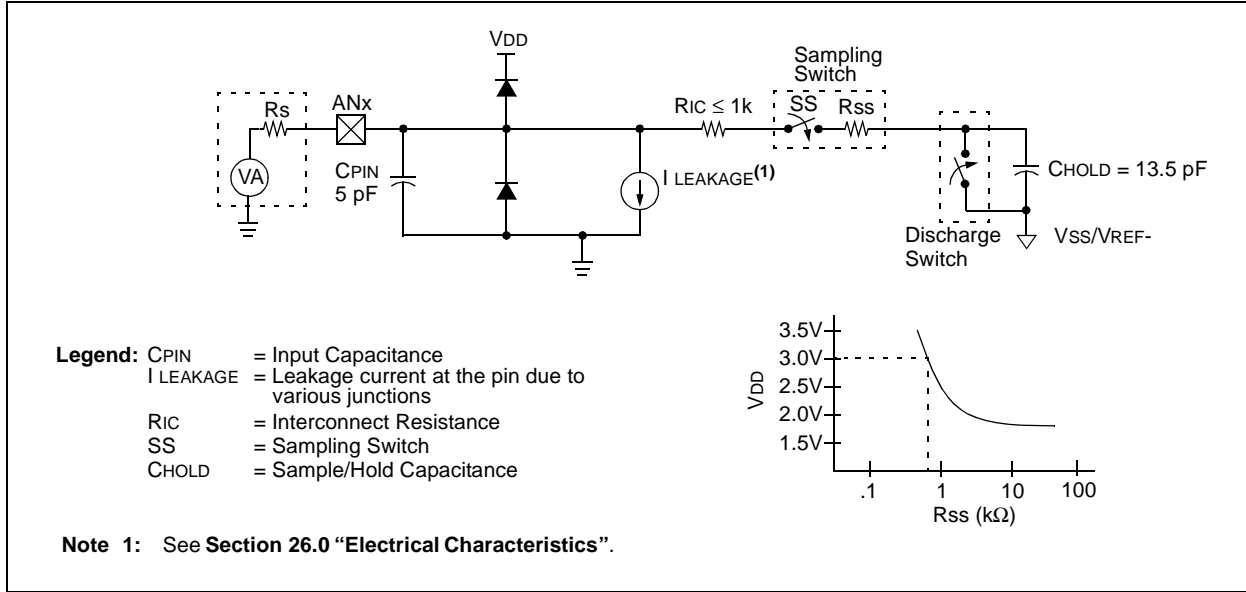 VDD
Sampling
Switch
Rs
ANx
RIC ≤ 1k
SS
Rss
VA
CPIN
5 pF
I LEAKAGE(1)
CHOLD = 13.5 pF
Discharge
Switch
VSS/VREF-
Legend: CPIN = Input Capacitance
I LEAKAGE = Leakage current at the pin due to
various junctions
RIC = Interconnect Resistance
SS = Sampling Switch
CHOLD = Sample/Hold Capacitance
3.5V
3.0V
2.5V
2.0V
1.5V
VDD
.1 1 10 100
Rss (kΩ)
Note 1: See Section 26.0 “Electrical Characteristics”.